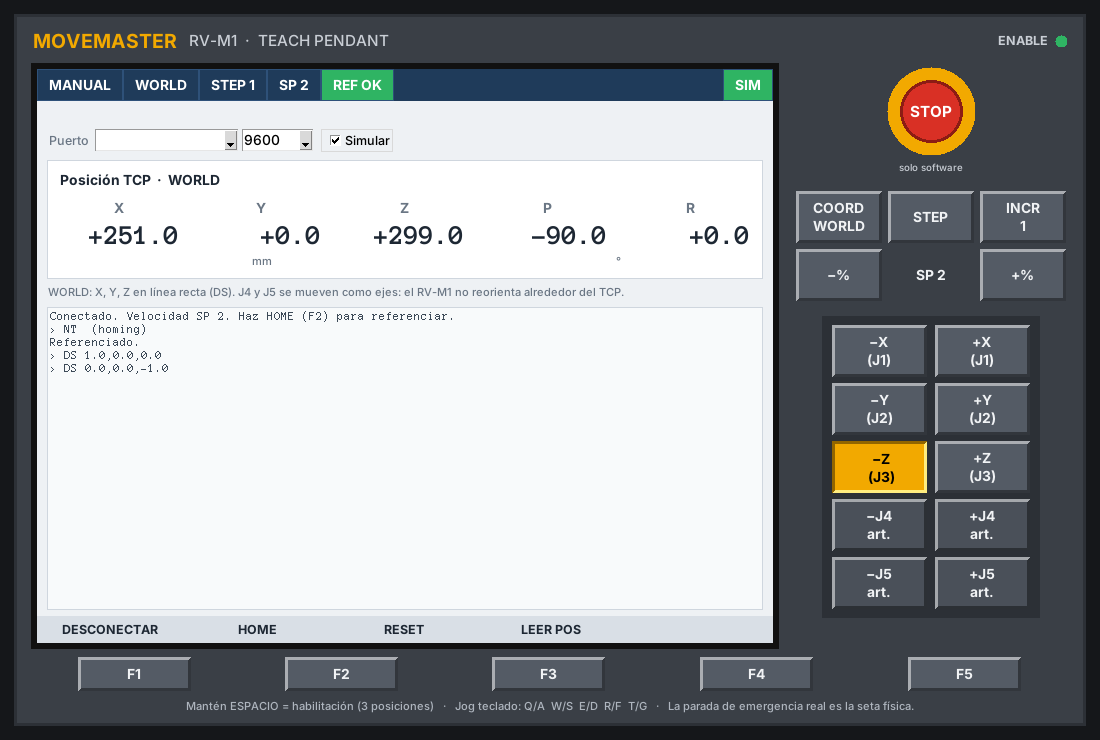 MOVEMASTER RV-M1 · TEACH PENDANT
ENABLE
MANUAL WORLD STEP 1 SP 2 REF OK SIM
STOP
solo software
Puerto 9600 Simular
Posición TCP · WORLD
X Y Z P R
+251.0 +0.0 +299.0 −90.0 +0.0
mm °
WORLD: X, Y, Z en línea recta (DS). J4 y J5 se mueven como ejes: el RV-M1 no reorienta alrededor del TCP.
Conectado. Velocidad SP 2. Haz HOME (F2) para referenciar.
› NT (homing)
Referenciado.
› DS 1.0,0.0,0.0
› DS 0.0,0.0,-1.0
COORD
WORLD
STEP
INCR
1
−% SP 2 +%
−X
(J1)
+X
(J1)
−Y
(J2)
+Y
(J2)
−Z
(J3)
+Z
(J3)
−J4
art.
+J4
art.
−J5
art.
+J5
art.
DESCONECTAR HOME RESET LEER POS
F1 F2 F3 F4 F5
Mantén ESPACIO = habilitación (3 posiciones) · Jog teclado: Q/A W/S E/D R/F T/G · La parada de emergencia real es la seta física.